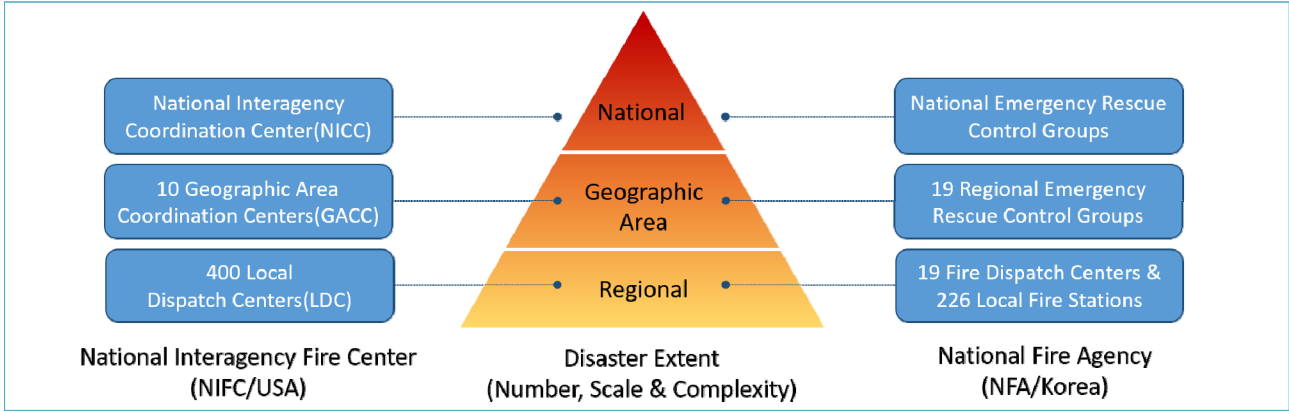 National Interagency
Coordination Center(NICC)
National
National Emergency Rescue
Control Groups
10 Geographic Area
Coordination Centers(GACC)
Geographic
Area
19 Regional Emergency
Rescue Control Groups
400 Local
Dispatch Centers(LDC)
Regional
19 Fire Dispatch Centers &
226 Local Fire Stations
National Interagency Fire Center
(NIFC/USA)
Disaster Extent
(Number, Scale & Complexity)
National Fire Agency
(NFA/Korea)